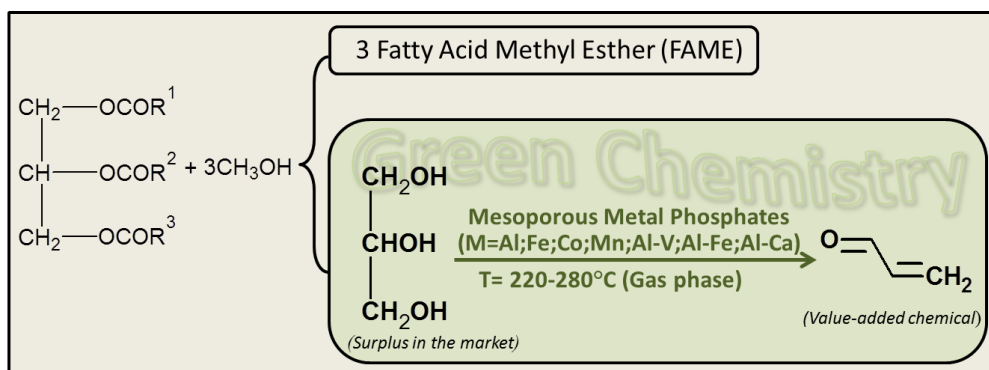 3 Fatty Acid Methyl Esther (FAME)
CH₂—OCOR¹
CH—OCOR² + 3CH₃OH
CH₂—OCOR³
Green Chemistry
CH₂OH
CHOH
CH₂OH
(Surplus in the market)
Mesoporous Metal Phosphates
(M=Al;Fe;Co;Mn;Al-V;Al-Fe;Al-Ca)
T= 220-280°C (Gas phase)
O
CH₂
(Value-added chemical)